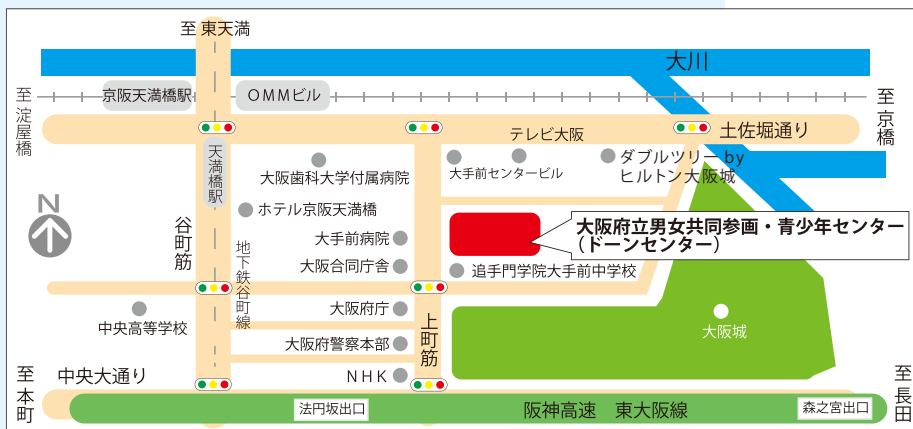 至 東天満
大川
至淀屋橋
京阪天満橋駅
OMMビル
至京橋
土佐堀通り
テレビ大阪
天満橋駅
大阪歯科大学付属病院
大手前センタービル
ダブルツリー by
ヒルトン大阪城
N
谷町筋
ホテル京阪天満橋
大手前病院
大阪合同庁舎
地下鉄谷町線
大阪府立男女共同参画・青少年センター
（ドーンセンター）
追手門学院大手前中学校
中央高等学校
大阪府庁
大阪府警察本部
上町筋
大阪城
NHK
至本町
中央大通り
法円坂出口
阪神高速 東大阪線
森之宮出口
至長田